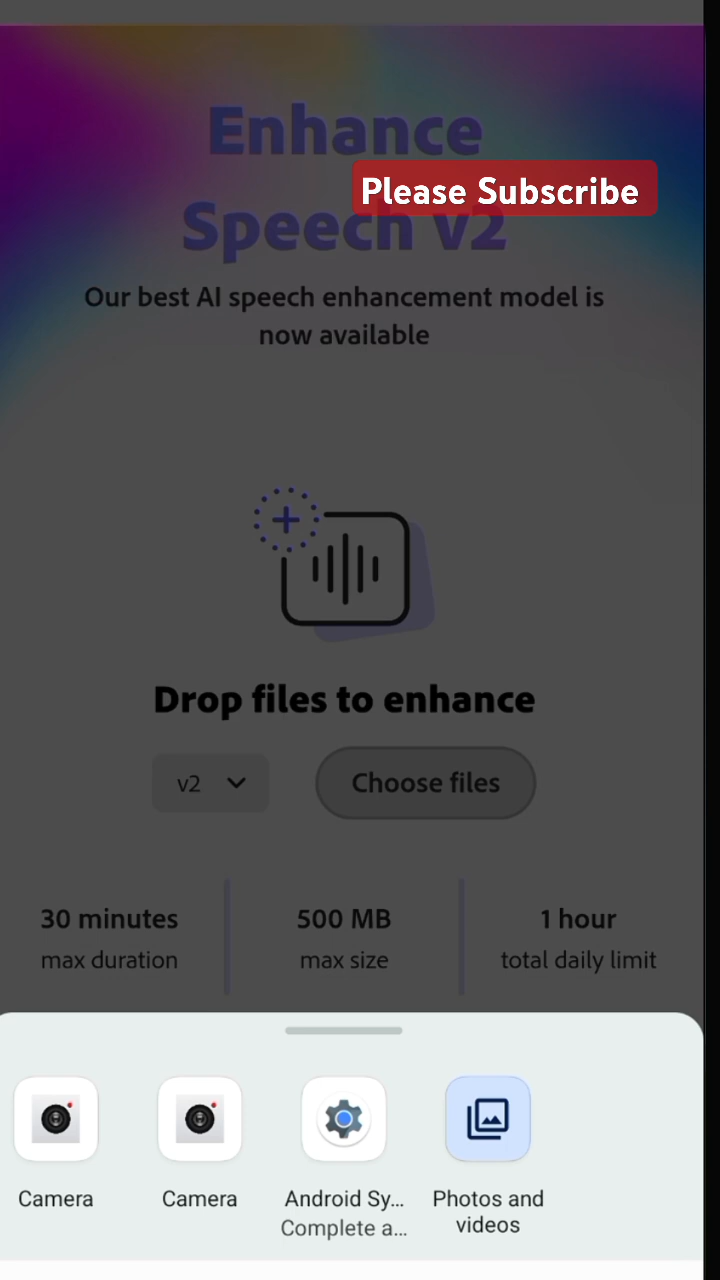 Enhance
Please Subscribe
Speech v2
Our best AI speech enhancement model is
now available
Drop files to enhance
v2
Choose files
30 minutes
500 MB
1 hour
max duration
max size
total daily limit
Camera
Camera
Android Sy...
Photos and
Complete a...
videos